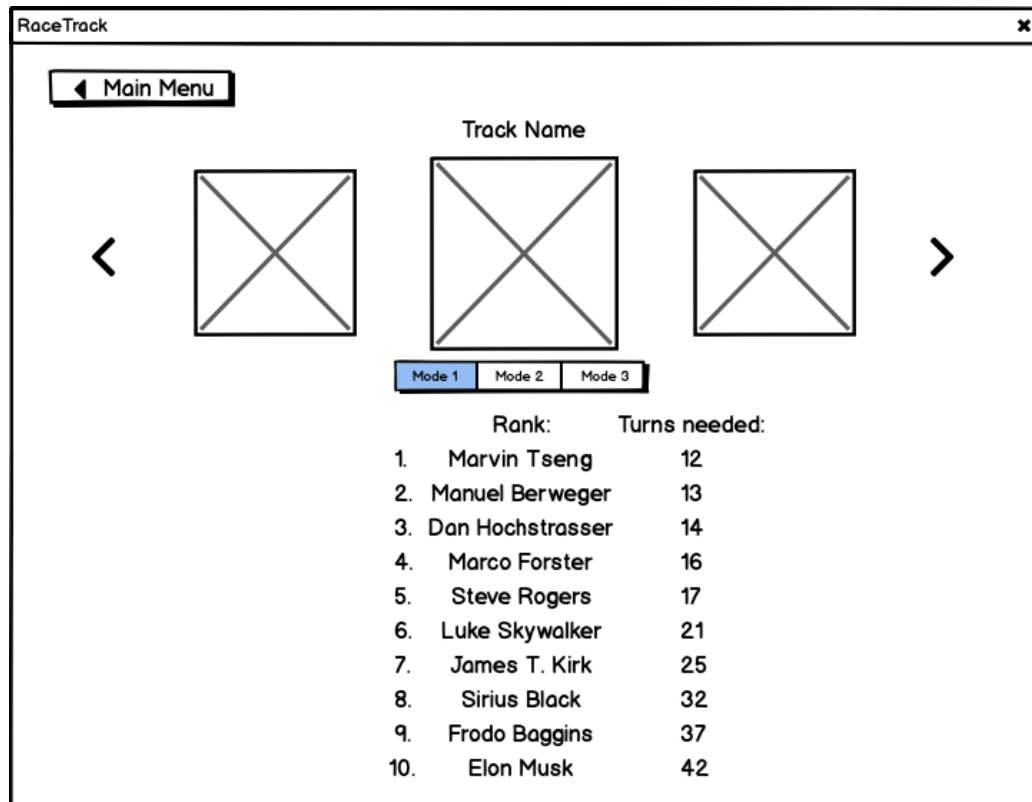 RaceTrack
Main Menu
Track Name
Mode 1 Mode 2 Mode 3
Rank: Turns needed:
1. Marvin Tseng 12
2. Manuel Berweger 13
3. Dan Hochstrasser 14
4. Marco Forster 16
5. Steve Rogers 17
6. Luke Skywalker 21
7. James T. Kirk 25
8. Sirius Black 32
9. Frodo Baggins 37
10. Elon Musk 42